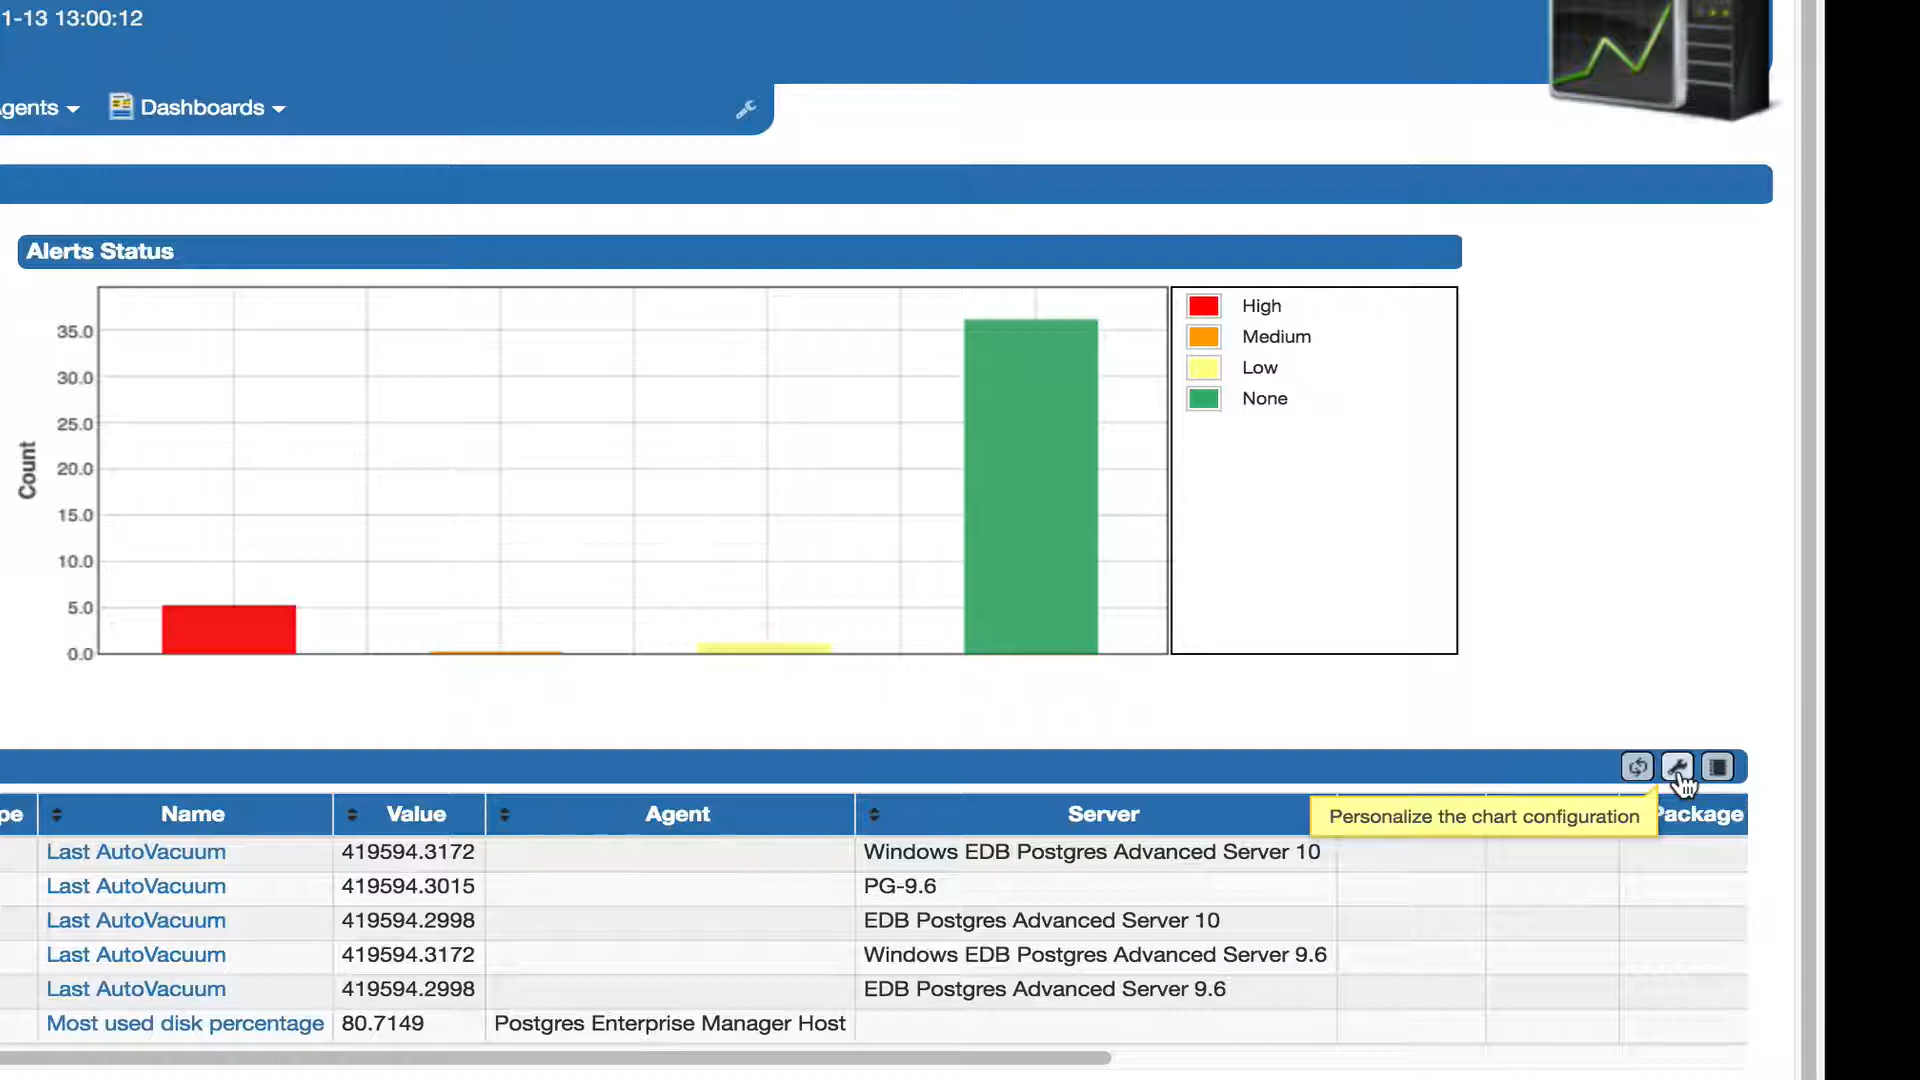 1-13 13:00:12
gents
Dashboards
Alerts Status
35.0
30.0
25.0
20.0
15.0
10.0
5.0
0.0
Count
High
Medium
Low
None
pe Name Value Agent Server Package
Personalize the chart configuration
Last AutoVacuum 419594.3172 Windows EDB Postgres Advanced Server 10
Last AutoVacuum 419594.3015 PG-9.6
Last AutoVacuum 419594.2998 EDB Postgres Advanced Server 10
Last AutoVacuum 419594.3172 Windows EDB Postgres Advanced Server 9.6
Last AutoVacuum 419594.2998 EDB Postgres Advanced Server 9.6
Most used disk percentage 80.7149 Postgres Enterprise Manager Host